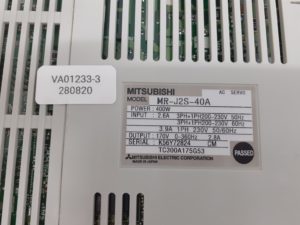 VA01233-3
280820
MITSUBISHI AC SERVO
MODEL MR-J2S-40A
POWER : 400W
INPUT : 2.6A 3PH+1PH200-230V 50Hz
3PH+1PH200-230V 60Hz
3.9A 1PH 230V 50/60Hz
OUTPUT: 170V 0-360Hz 2.8A
SERIAL
TC300A175G53
MITSUBISHI ELECTRIC CORPORATION
MADE IN JAPAN
PASSED